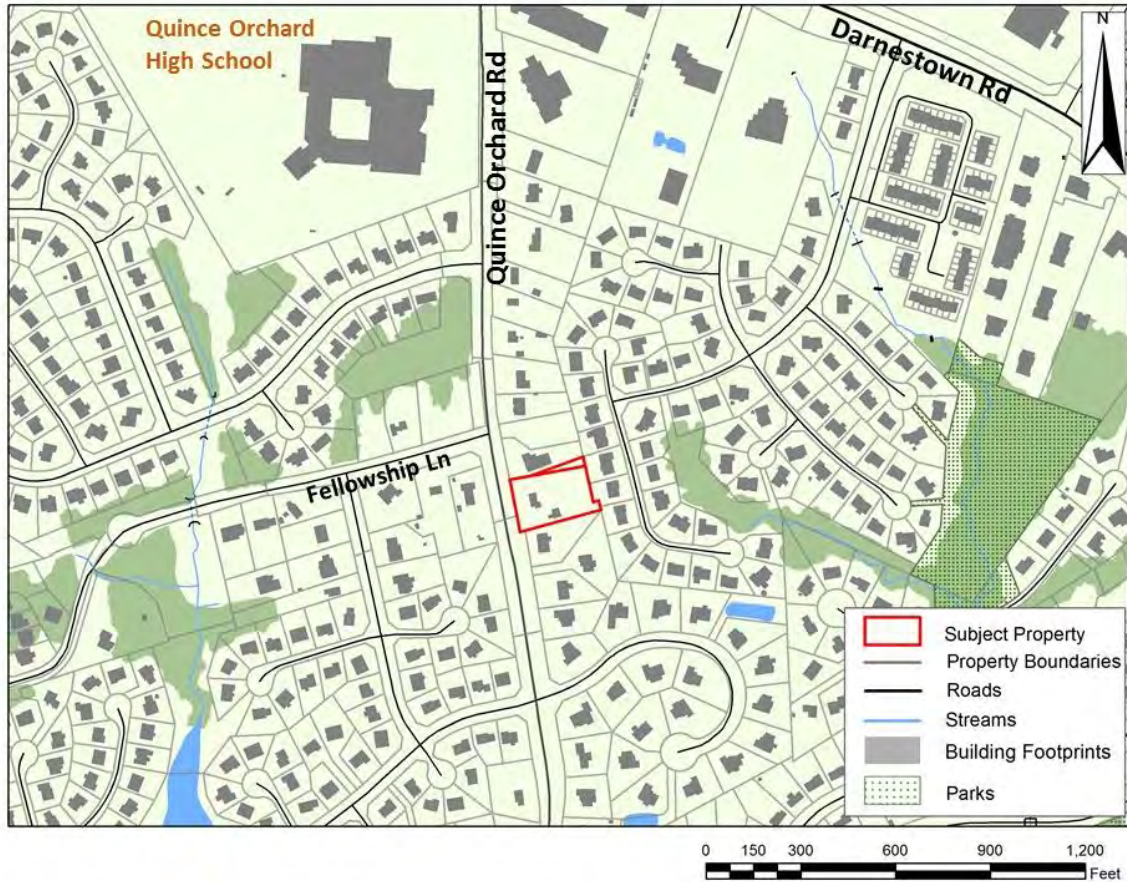 Quince Orchard
High School
Quince Orchard Rd
Darnestown Rd
N
Fellowship Ln
Subject Property
Property Boundaries
Roads
Streams
Building Footprints
Parks
0 150 300 600 900 1,200
Feet